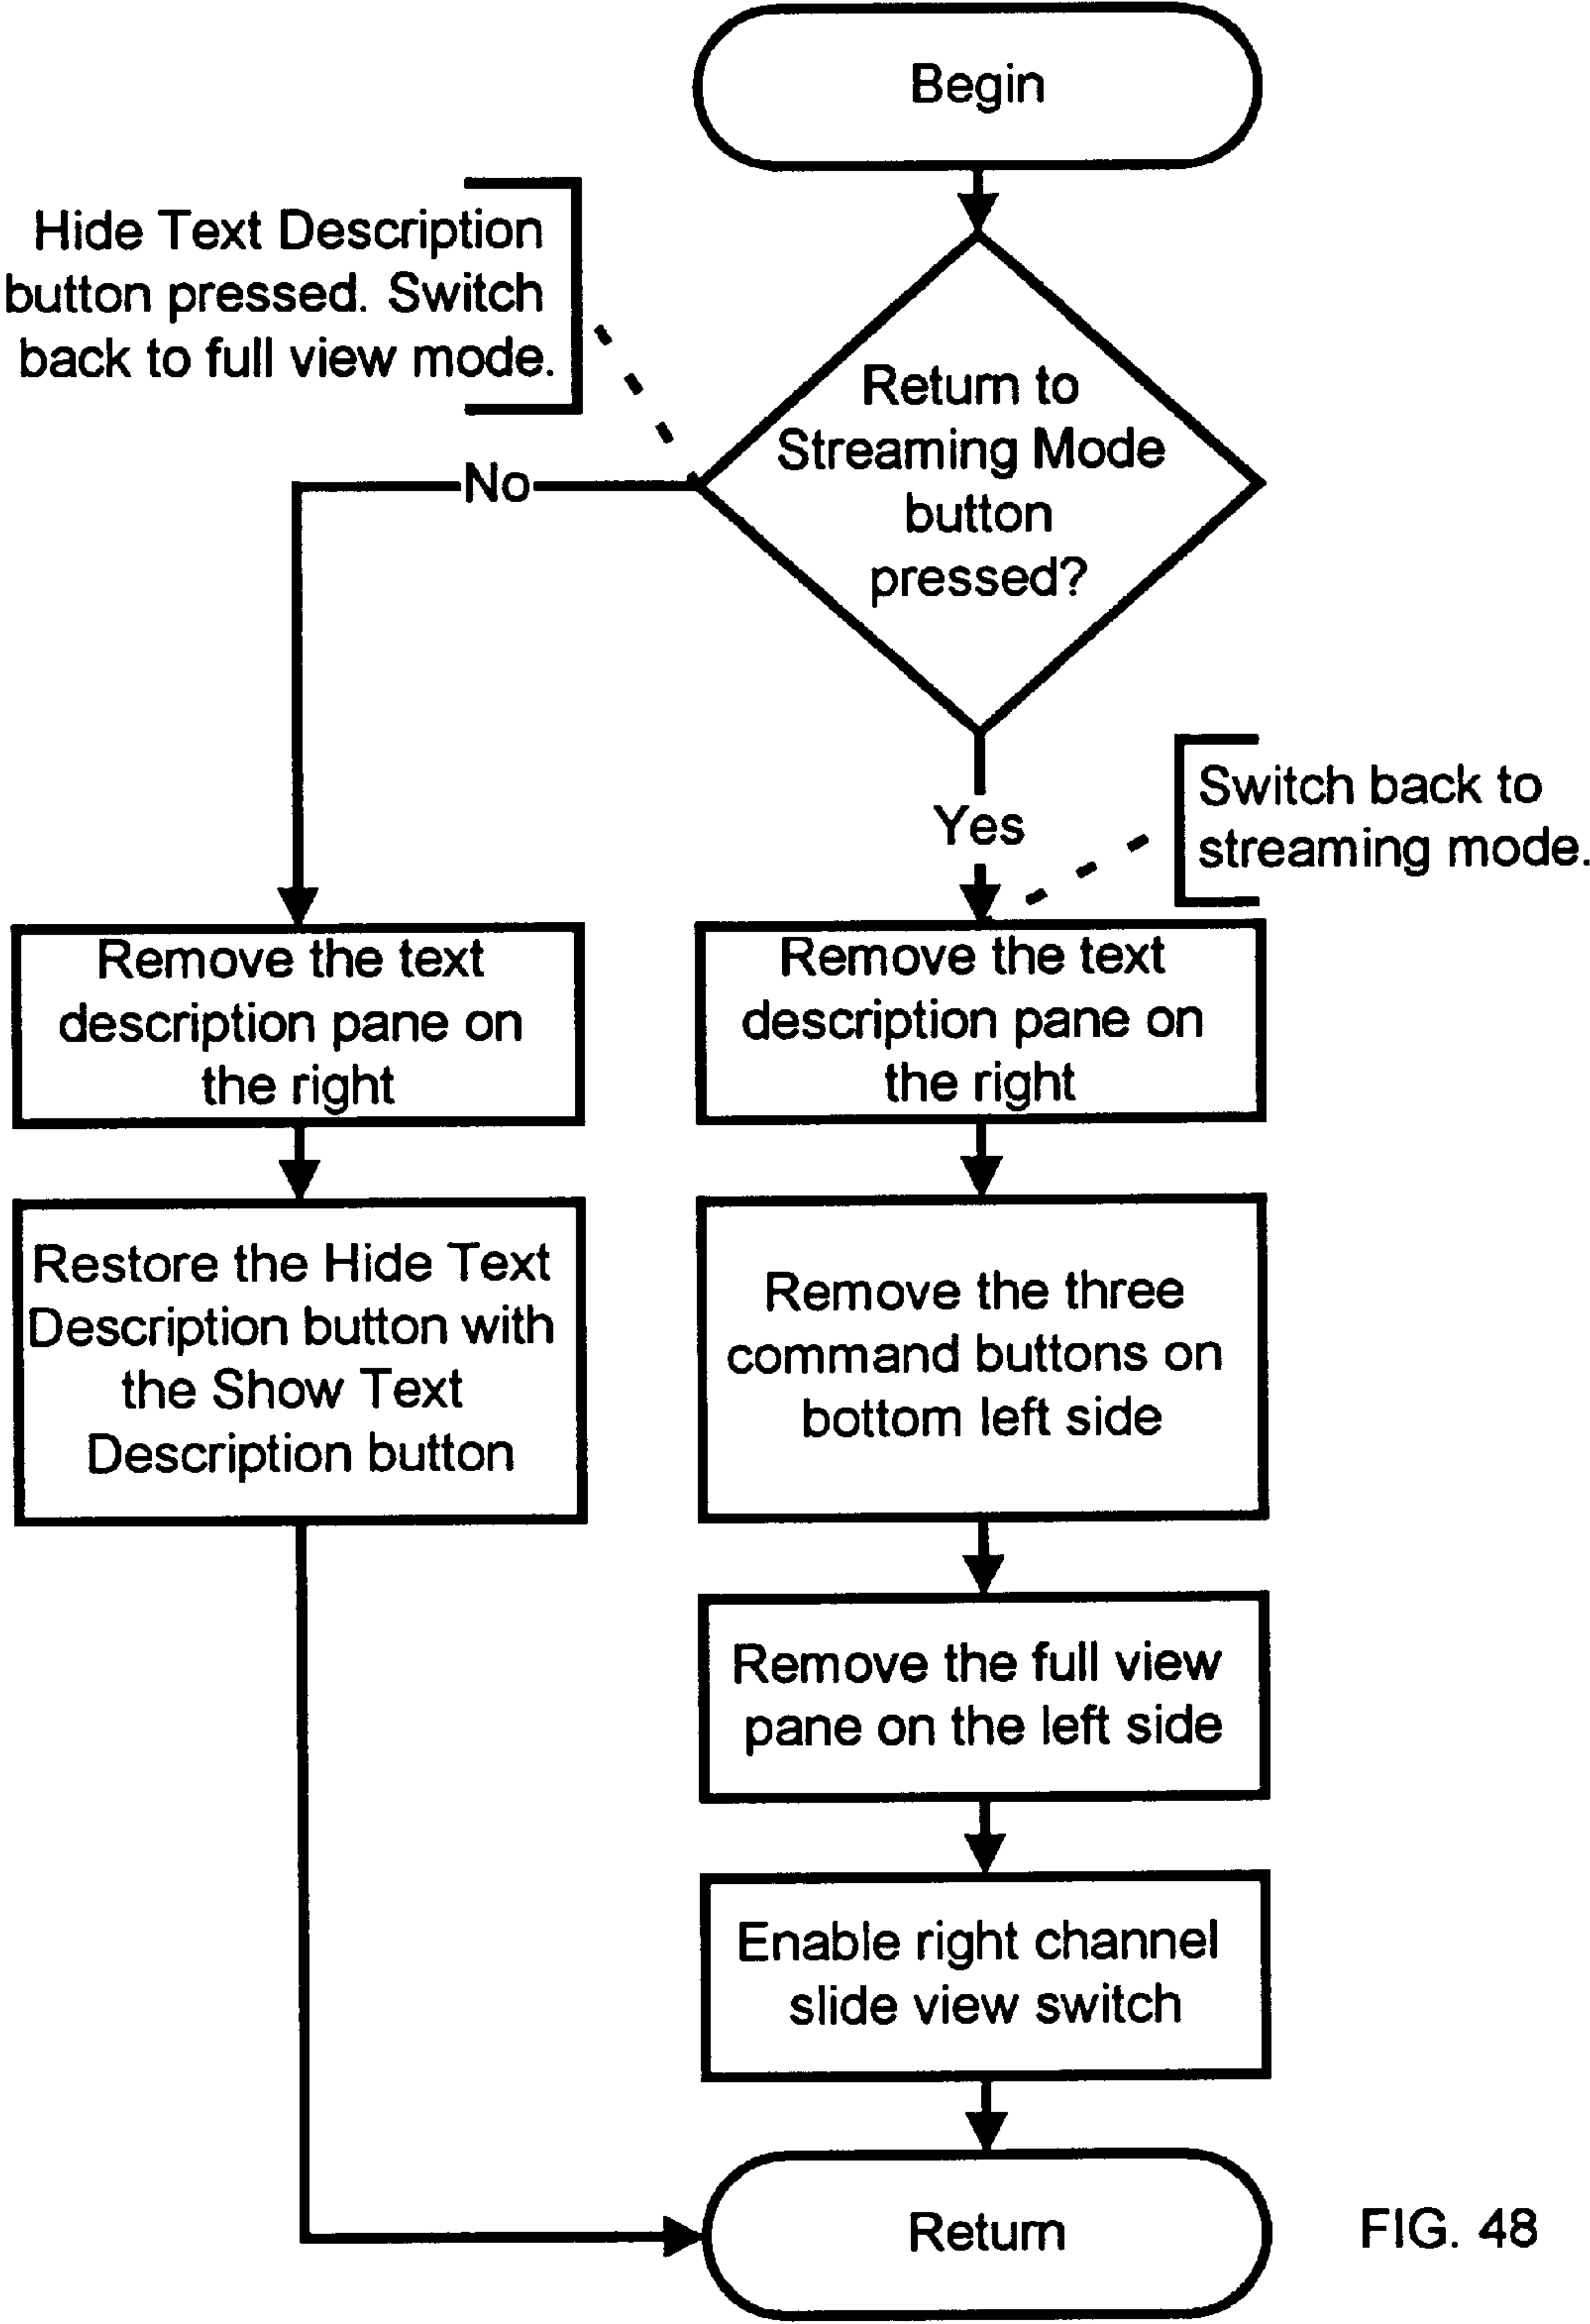 Begin
Hide Text Description
button pressed. Switch
back to full view mode.
Return to
Streaming Mode
button
pressed?
No
Yes
Switch back to
streaming mode.
Remove the text
description pane on
the right
Restore the Hide Text
Description button with
the Show Text
Description button
Remove the text
description pane on
the right
Remove the three
command buttons on
bottom left side
Remove the full view
pane on the left side
Enable right channel
slide view switch
Return
FIG. 48